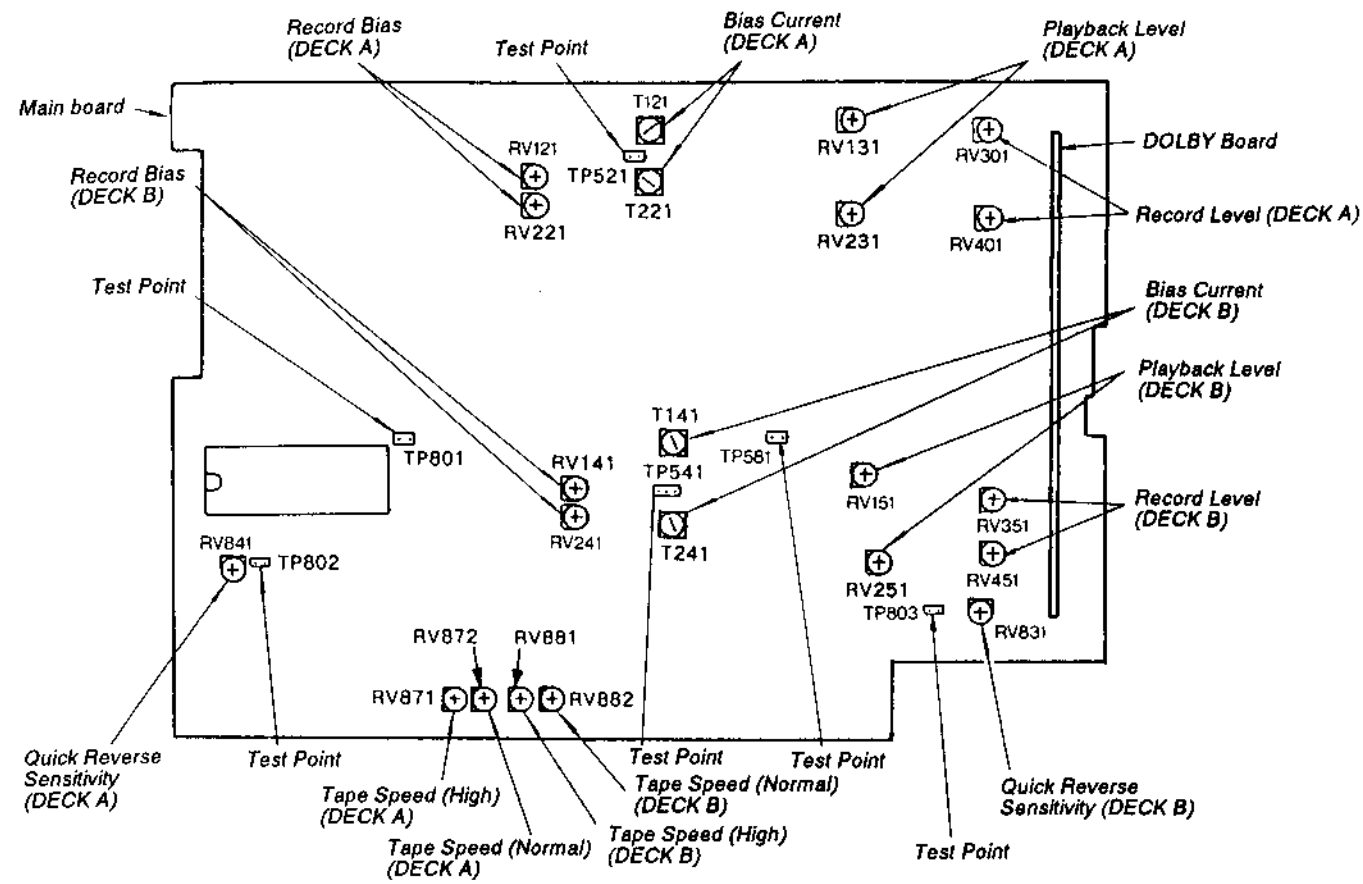 Record Bias
(DECK A)
Test Point
Bias Current
(DECK A)
Playback Level
(DECK A)
Main board
T121
RV121
TP521
T221
RV221
RV131
RV231
RV301
RV401
DOLBY Board
Record Level (DECK A)
Record Bias
(DECK B)
Test Point
Bias Current
(DECK B)
Playback Level
(DECK B)
TP801
T141
TP581
RV141
TP541
RV241
T241
RV151
RV351
Record Level
(DECK B)
RV451
RV251
RV841
TP802
TP803
RV831
RV872
RV881
RV871
RV882
Quick Reverse
Sensitivity
(DECK A)
Test Point
Tape Speed (High)
(DECK A)
Tape Speed (Normal)
(DECK A)
Tape Speed (High)
(DECK B)
Tape Speed (Normal)
(DECK B)
Test Point
Test Point
Quick Reverse
Sensitivity (DECK B)
Test Point